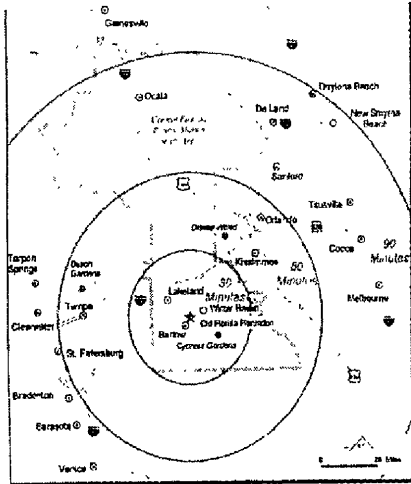 Gainesville
Daytona Beach
Ocala
De Land
New Smyrna
Beach
Sanford
Titusville
Orlando
Disney World
Cocoa
90
Minutes
Tarpon
Springs
Busch
Gardens
Kissimmee
60
Minutes
Melbourne
Lakeland
30
Minutes
Tampa
Winter Haven
Clearwater
Bartow
Old Florida Plantation
Cypress Gardens
St. Petersburg
Bradenton
Sarasota
Venice
0
Miles